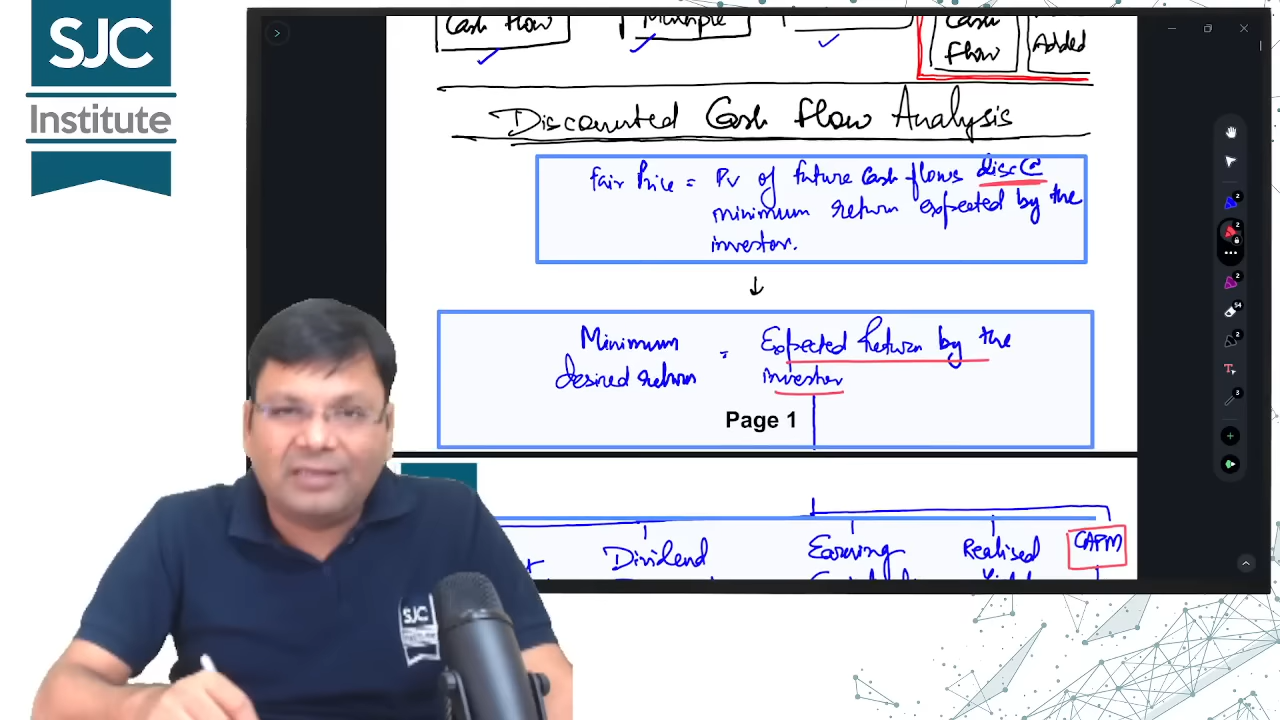 SJC
Institute
Cash Flow
Multiple
Cash
Flow
Added
Discounted Cash Flow Analysis
Fair Price = PV of future cash flows disc @
minimum return expected by the
investor.
↓
Minimum
desired return
= Expected Return by the
investor
Page 1
Dividend
Earning
Realised
CAPM
SJC